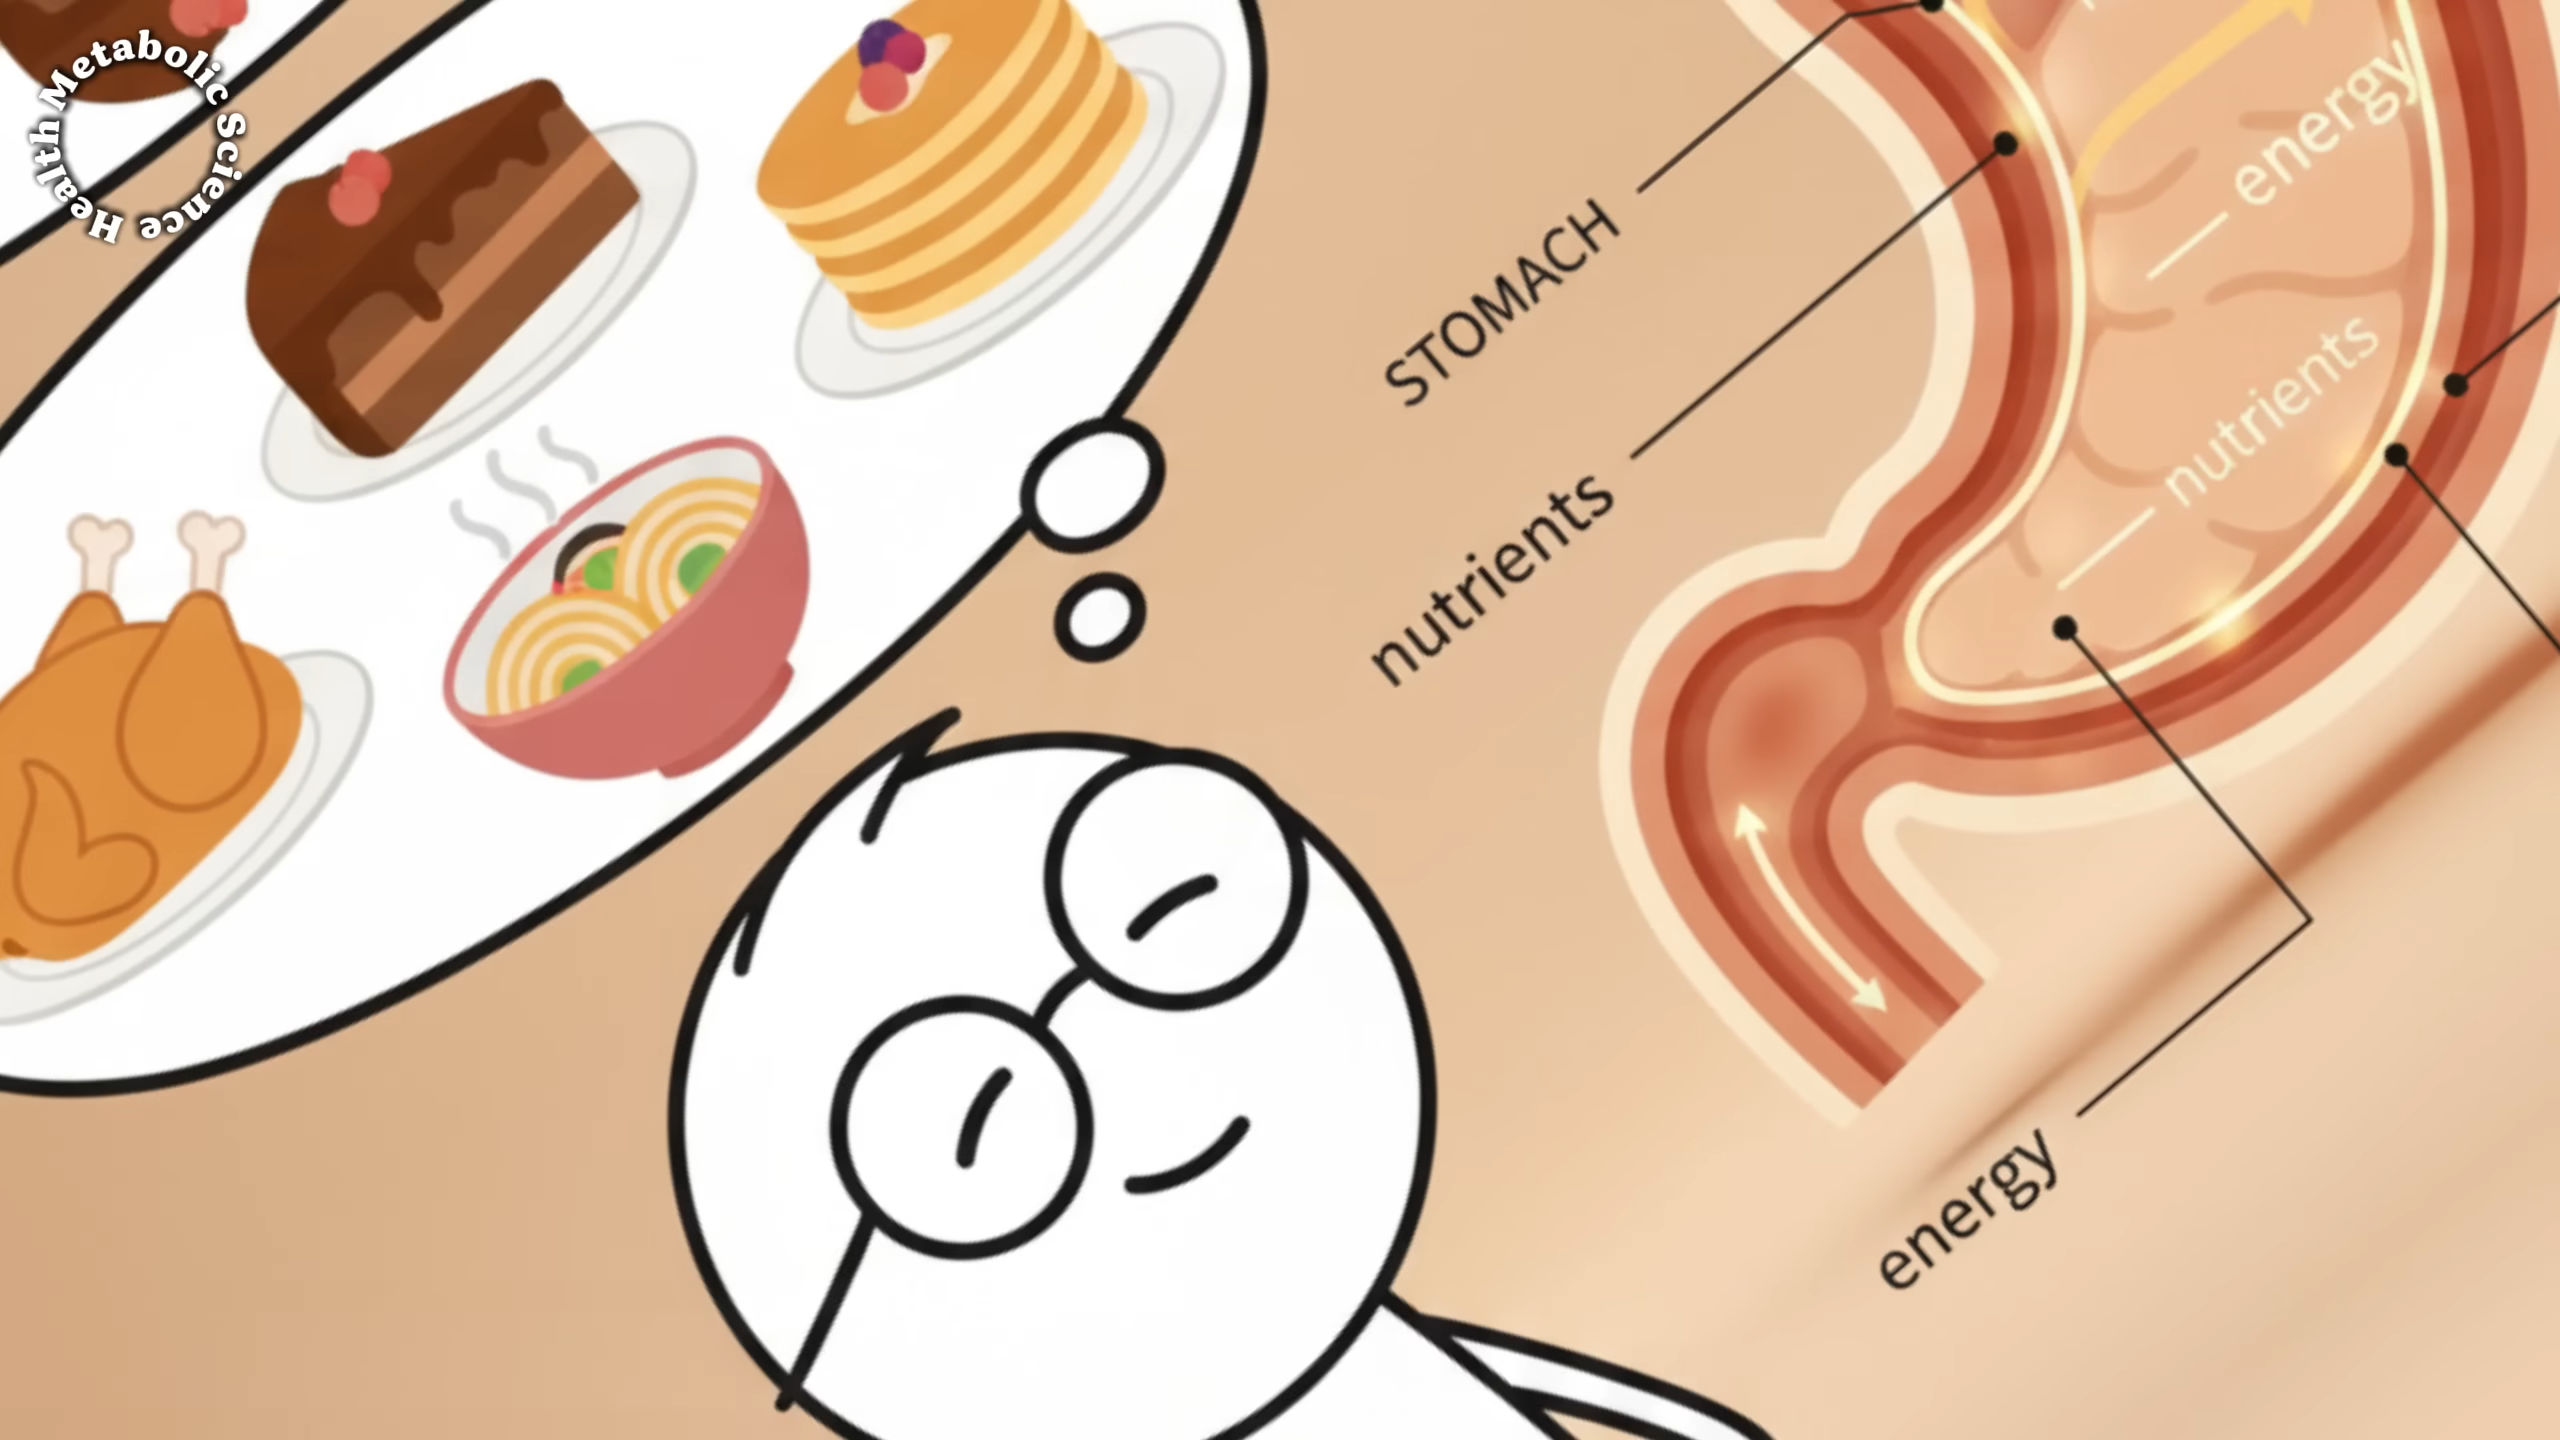 Metabolic Science Health
STOMACH
energy
nutrients
nutrients
energy